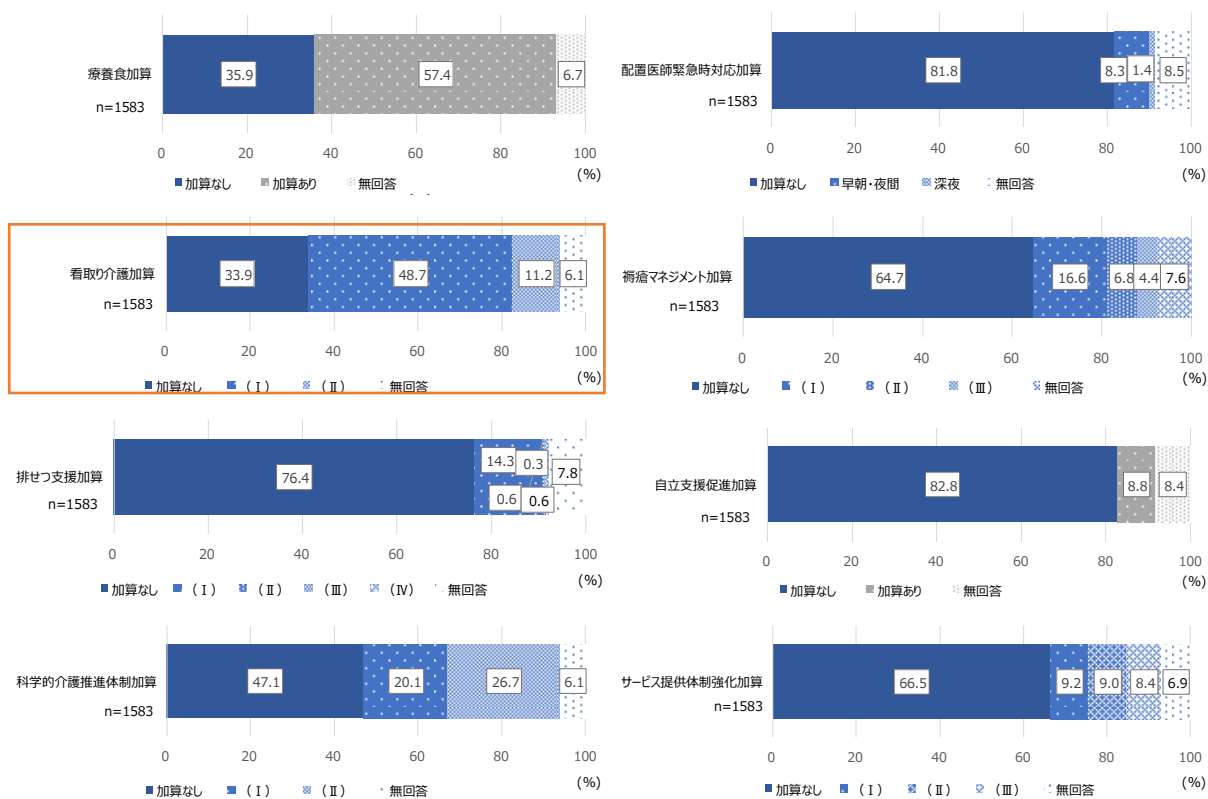 療養食加算
n=1583
35.9
57.4
6.7
0 20 40 60 80 100
(%)
加算なし 加算あり 無回答
配置医師緊急時対応加算
n=1583
81.8
8.3
1.4
8.5
0 20 40 60 80 100
(%)
加算なし 早朝・夜間 深夜 無回答
看取り介護加算
n=1583
33.9
48.7
11.2
6.1
0 20 40 60 80 100
(%)
加算なし （Ⅰ） （Ⅱ） 無回答
褥瘡マネジメント加算
n=1583
64.7
16.6
6.8
4.4
7.6
0 20 40 60 80 100
(%)
加算なし （Ⅰ） （Ⅱ） （Ⅲ） 無回答
排せつ支援加算
n=1583
76.4
14.3
0.3
7.8
0.6
0.6
0 20 40 60 80 100
(%)
加算なし （Ⅰ） （Ⅱ） （Ⅲ） （Ⅳ） 無回答
自立支援促進加算
n=1583
82.8
8.8
8.4
0 20 40 60 80 100
(%)
加算なし 加算あり 無回答
科学的介護推進体制加算
n=1583
47.1
20.1
26.7
6.1
0 20 40 60 80 100
(%)
加算なし （Ⅰ） （Ⅱ） 無回答
サービス提供体制強化加算
n=1583
66.5
9.2
9.0
8.4
6.9
0 20 40 60 80 100
(%)
加算なし （Ⅰ） （Ⅱ） （Ⅲ） 無回答